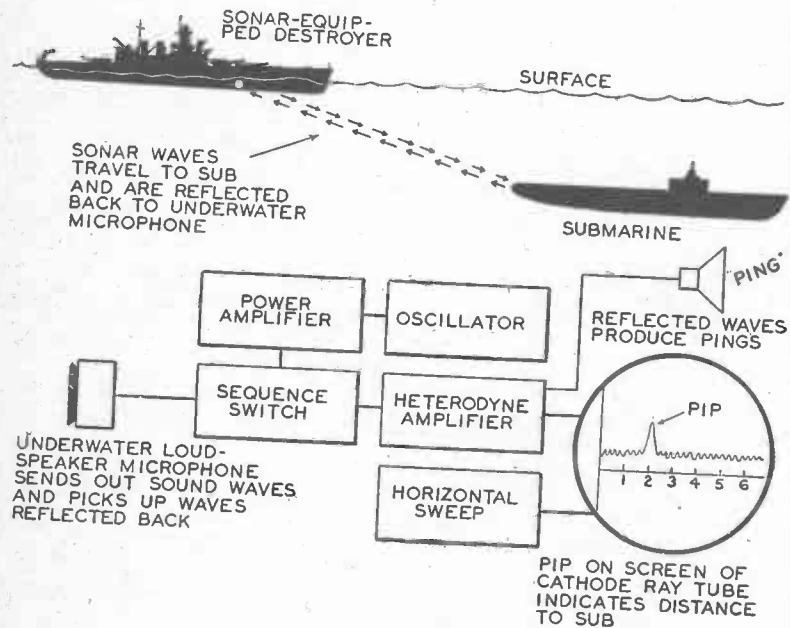 SONAR-EQUIP-
PED DESTROYER
SURFACE
SONAR WAVES
TRAVEL TO SUB
AND ARE REFLECTED
BACK TO UNDERWATER
MICROPHONE
SUBMARINE
POWER
AMPLIFIER
OSCILLATOR
PING
REFLECTED WAVES
PRODUCE PINGS
SEQUENCE
SWITCH
HETERODYNE
AMPLIFIER
PIP
1 2 3 4 5 6
UNDERWATER LOUD-
SPEAKER MICROPHONE
SENDS OUT SOUND WAVES
AND PICKS UP WAVES
REFLECTED BACK
HORIZONTAL
SWEEP
PIP ON SCREEN OF
CATHODE RAY TUBE
INDICATES DISTANCE
TO SUB